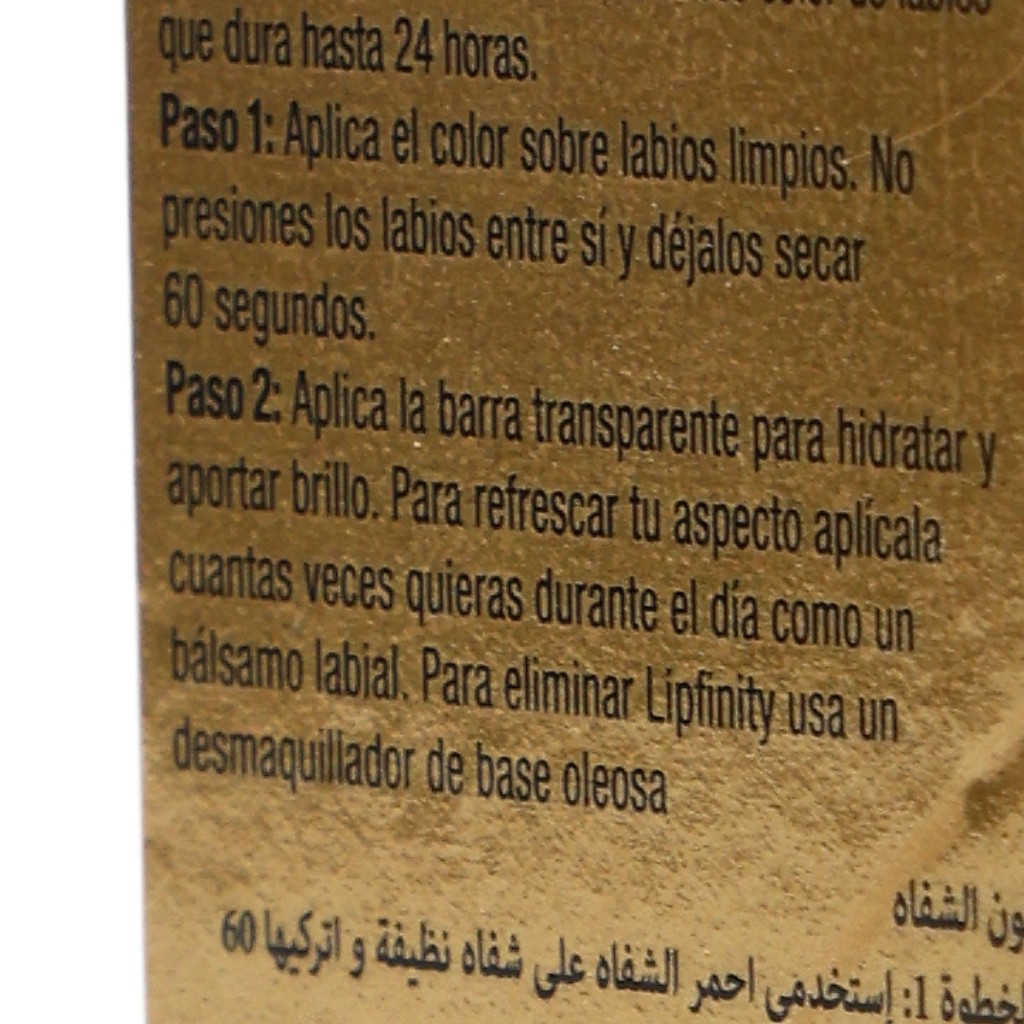 color de labios
que dura hasta 24 horas.
Paso 1: Aplica el color sobre labios limpios. No
presiones los labios entre sí y déjalos secar
60 segundos.
Paso 2: Aplica la barra transparente para hidratar y
aportar brillo. Para refrescar tu aspecto aplícala
cuantas veces quieras durante el día como un
bálsamo labial. Para eliminar Lipfinity usa un
desmaquillador de base oleosa
الشفاه
1: إستخدمي احمر الشفاه على شفاه نظيفة و اتركيها 60